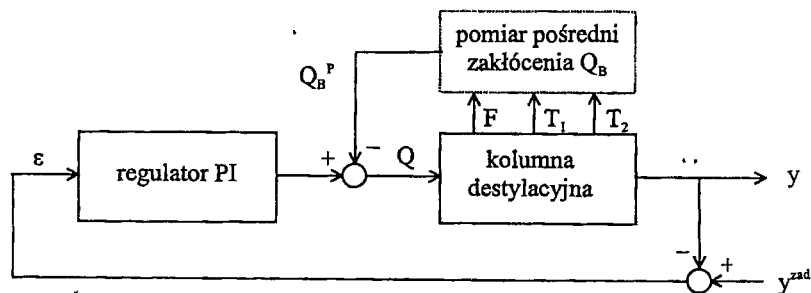 pomiar pośredni
zakłócenia Q_B
Q_B^P
F T_1 T_2
ε
regulator PI
+
−
Q
kolumna
destylacyjna
y
−
+
y^zad